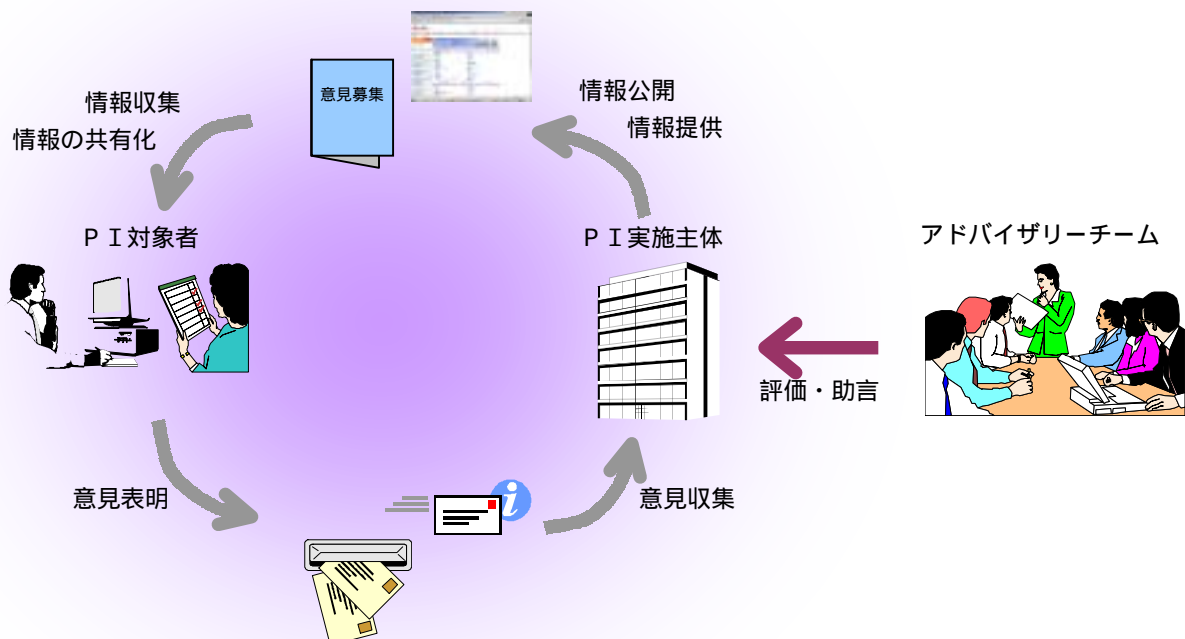 意見募集
情報公開
情報提供
情報収集
情報の共有化
ＰＩ対象者
ＰＩ実施主体
アドバイザリーチーム
評価・助言
意見表明
意見収集
i